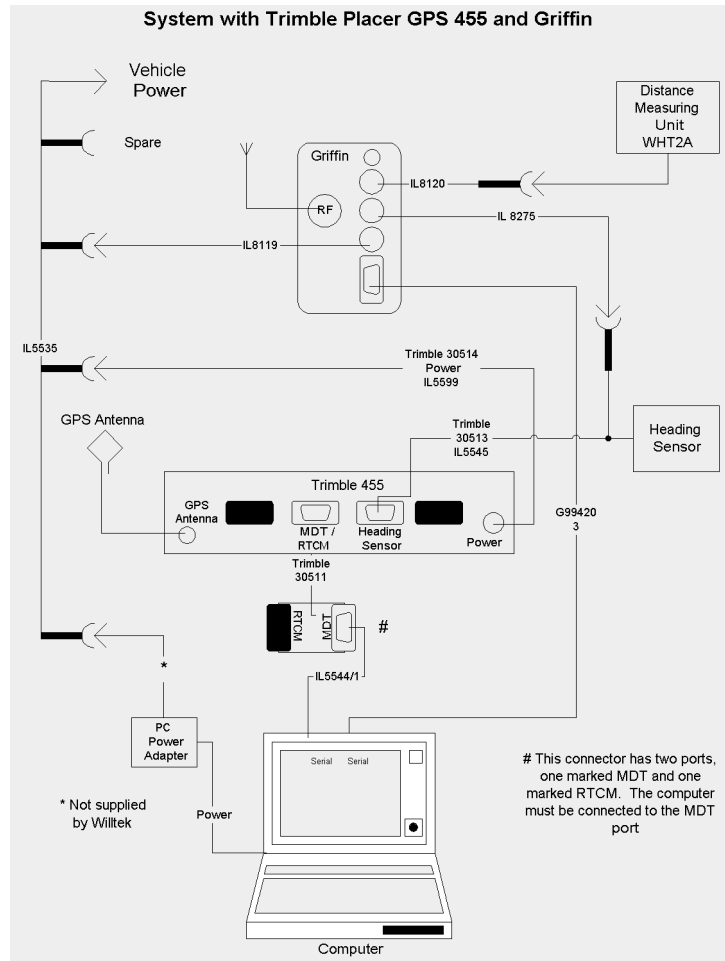 System with Trimble Placer GPS 455 and Griffin
Vehicle
Power
Distance
Measuring
Unit
WHT2A
Spare
Griffin
RF
IL8120
IL 8275
IL8119
IL5535
Trimble 30514
Power
IL5599
GPS Antenna
Trimble
30513
IL5545
Heading
Sensor
Trimble 455
GPS
Antenna
MDT /
RTCM
Heading
Sensor
Power
G99420
3
Trimble
30511
RTCM
MDT
#
IL5544/1
*
PC
Power
Adapter
Serial Serial
# This connector has two ports,
one marked MDT and one
marked RTCM. The computer
must be connected to the MDT
port
* Not supplied
by Willtek
Power
Computer